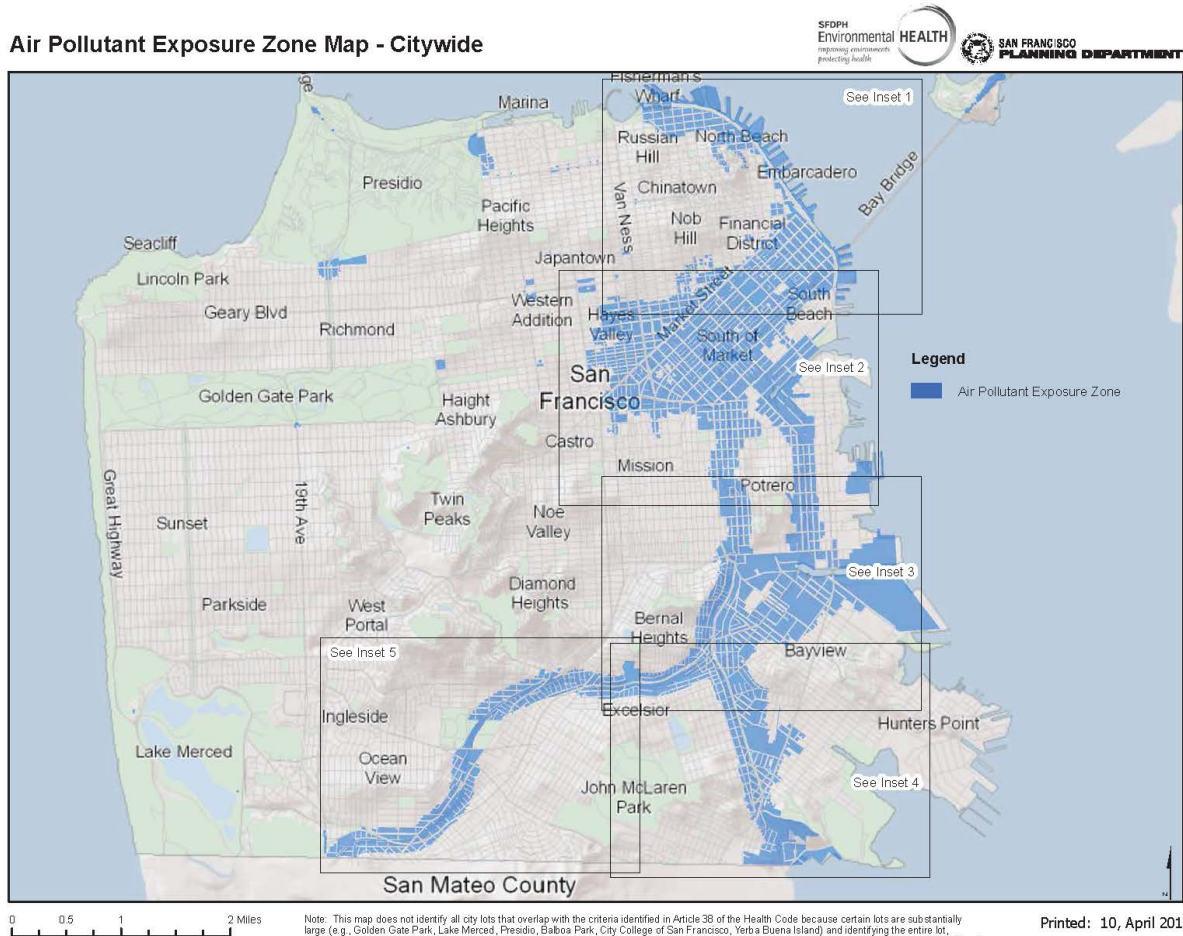 Air Pollutant Exposure Zone Map - Citywide
SFDPH
Environmental HEALTH
improving environments
protecting health
SAN FRANCISCO
PLANNING DEPARTMENT
Fisherman's
Wharf
See Inset 1
Marina
Russian
Hill
North Beach
Presidio
Chinatown
Embarcadero
Bay Bridge
Pacific
Heights
Van Ness
Nob
Hill
Financial
District
Seacliff
Japantown
Lincoln Park
Western
Addition
Hayes
Valley
Market Street
South
Beach
Geary Blvd
Richmond
South of
Market
Legend
Air Pollutant Exposure Zone
See Inset 2
San
Francisco
Golden Gate Park
Haight
Ashbury
Castro
Mission
Great Highway
19th Ave
Potrero
Sunset
Twin
Peaks
Noe
Valley
See Inset 3
Parkside
West
Portal
Diamond
Heights
Bernal
Heights
See Inset 5
Bayview
Ingleside
Excelsior
Hunters Point
Lake Merced
Ocean
View
John McLaren
Park
See Inset 4
San Mateo County
N
0 0.5 1 2 Miles
Note: This map does not identify all city lots that overlap with the criteria identified in Article 38 of the Health Code because certain lots are substantially
large (e.g., Golden Gate Park, Lake Merced, Presidio, Balboa Park, City College of San Francisco, Yerba Buena Island) and identifying the entire lot,
Printed: 10, April 201